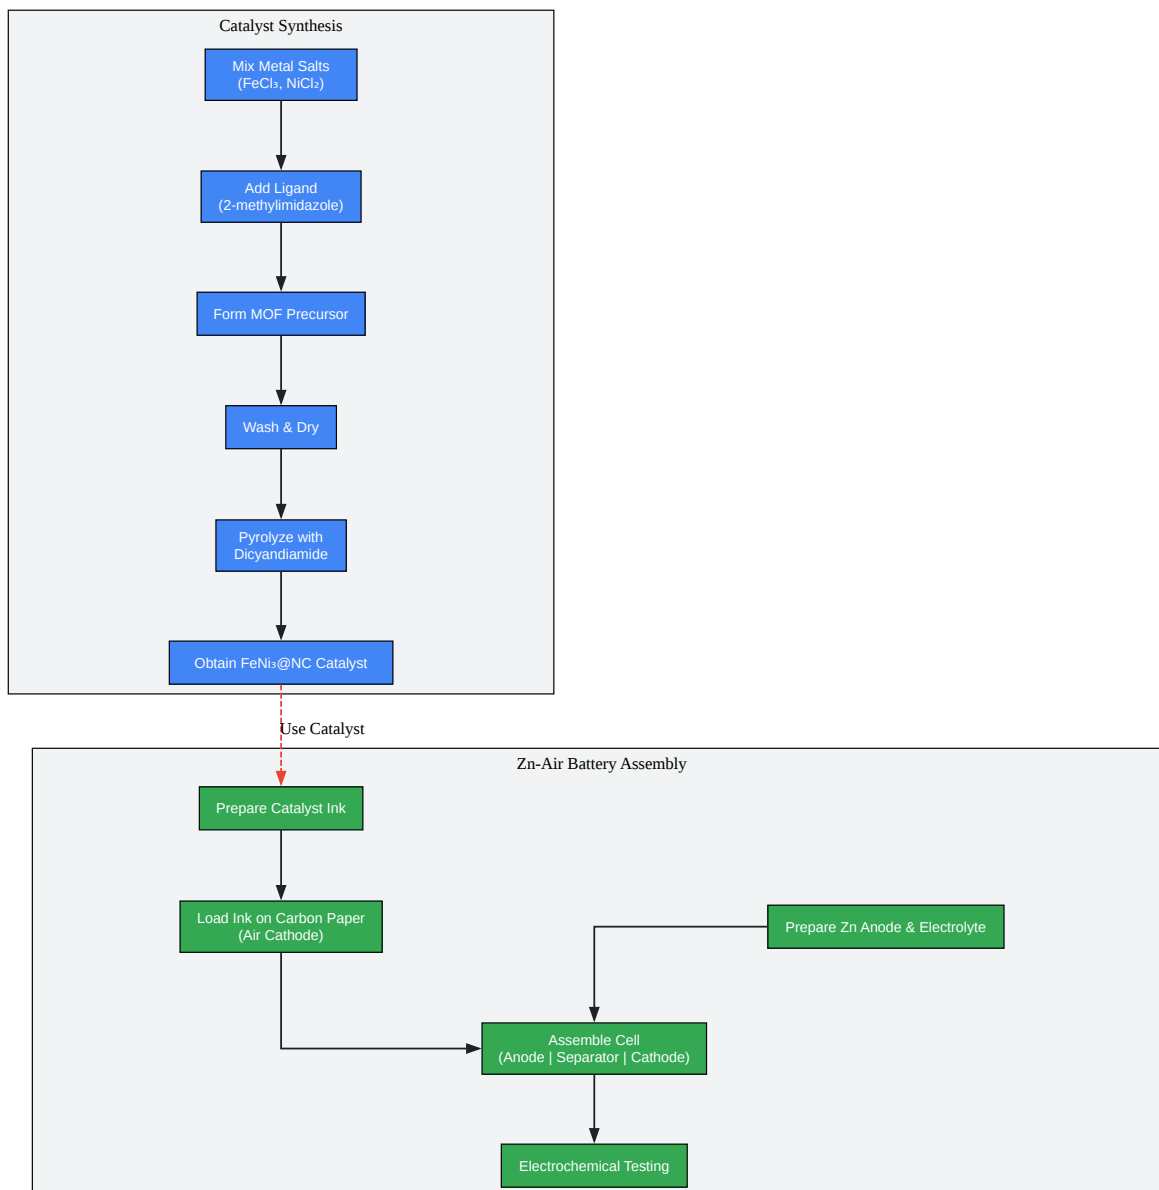 Catalyst Synthesis
Mix Metal Salts
(FeCl₃, NiCl₂)
Add Ligand
(2-methylimidazole)
Form MOF Precursor
Wash & Dry
Pyrolyze with
Dicyandiamide
Obtain FeNi₃@NC Catalyst
Use Catalyst
Zn-Air Battery Assembly
Prepare Catalyst Ink
Load Ink on Carbon Paper
(Air Cathode)
Prepare Zn Anode & Electrolyte
Assemble Cell
(Anode | Separator | Cathode)
Electrochemical Testing